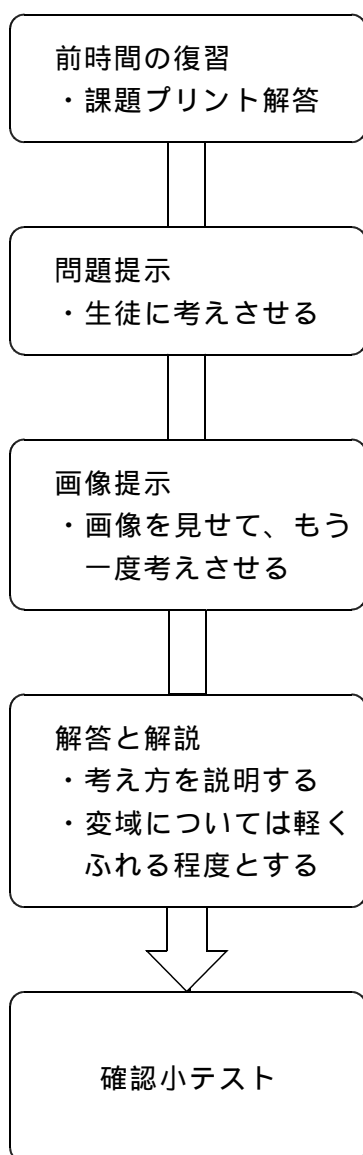 前時間の復習
・課題プリント解答
問題提示
・生徒に考えさせる
画像提示
・画像を見せて、もう
一度考えさせる
解答と解説
・考え方を説明する
・変域については軽く
ふれる程度とする
確認小テスト